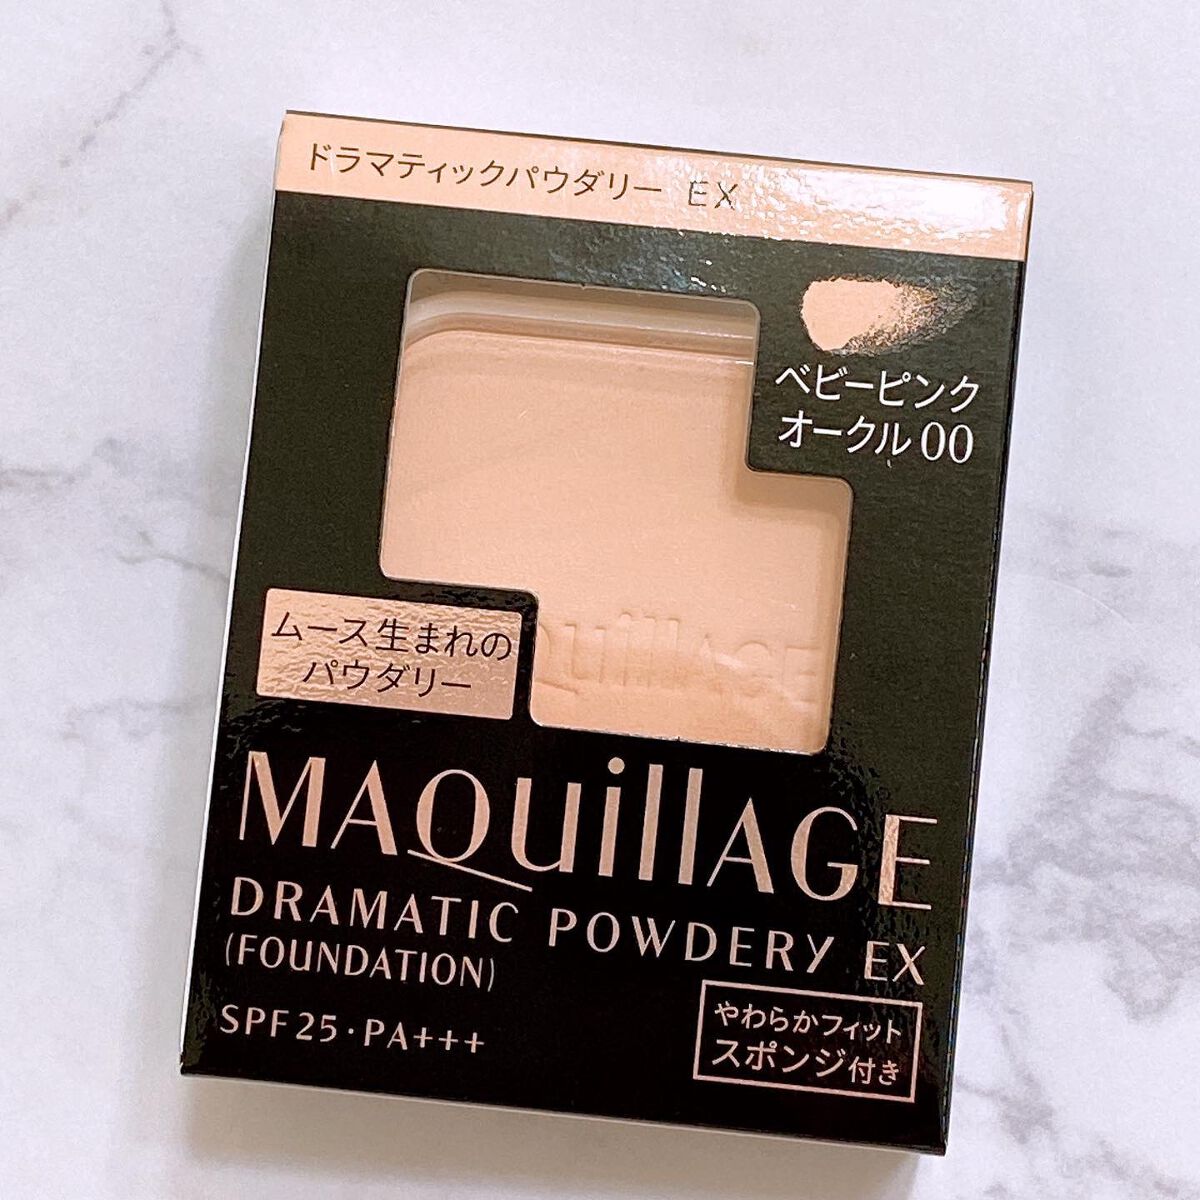 ドラマティックパウダリー EX
ベビーピンク
オークル 00
quillAGE
ムース生まれの
パウダリー
MAQuillAGE
DRAMATIC POWDERY EX
(FOUNDATION)
SPF25・PA+++
やわらかフィット
スポンジ付き